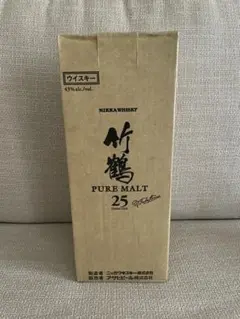 ウイスキー
43%alc./vol.
NIKKA WHISKY
竹鶴
PURE MALT
25
製造者 ニッカウヰスキー株式会社
販売者 アサヒビール株式会社